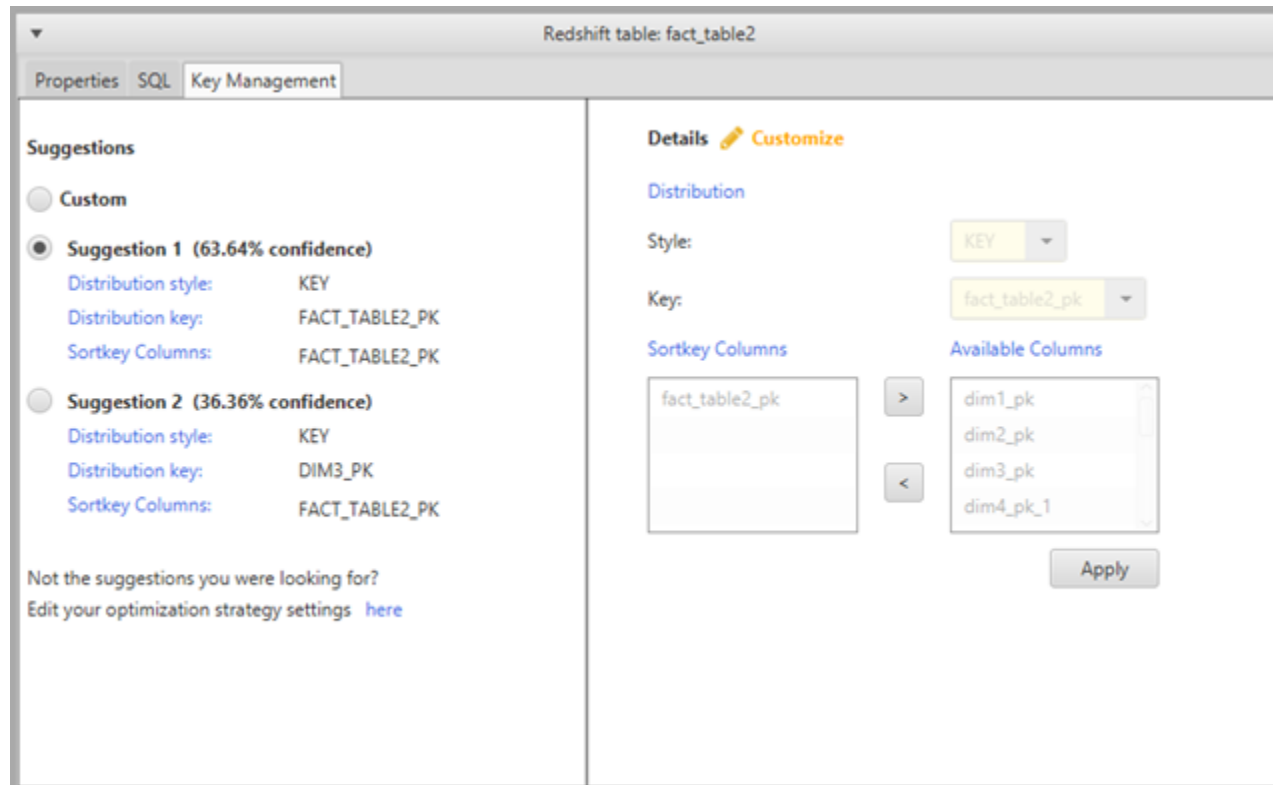 Redshift table: fact_table2
Properties SQL Key Management
Suggestions
Custom
Suggestion 1 (63.64% confidence)
Distribution style: KEY
Distribution key: FACT_TABLE2_PK
Sortkey Columns: FACT_TABLE2_PK
Suggestion 2 (36.36% confidence)
Distribution style: KEY
Distribution key: DIM3_PK
Sortkey Columns: FACT_TABLE2_PK
Not the suggestions you were looking for?
Edit your optimization strategy settings here
Details Customize
Distribution
Style: KEY
Key: fact_table2_pk
Sortkey Columns Available Columns
fact_table2_pk > dim1_pk
dim2_pk
< dim3_pk
dim4_pk_1
Apply